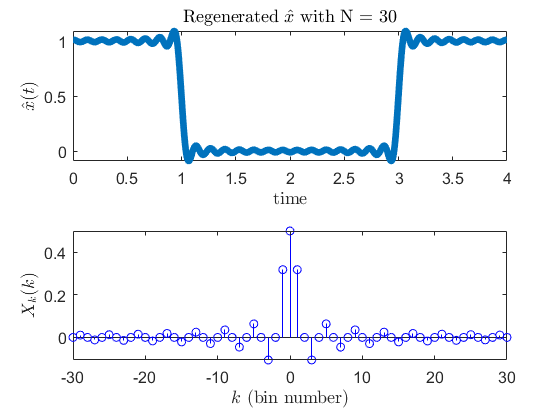 Regenerated x̂ with N = 30
1
0.5
0
x̂(t)
0 0.5 1 1.5 2 2.5 3 3.5 4
time
0.4
0.2
0
X_k(k)
-30 -20 -10 0 10 20 30
k (bin number)